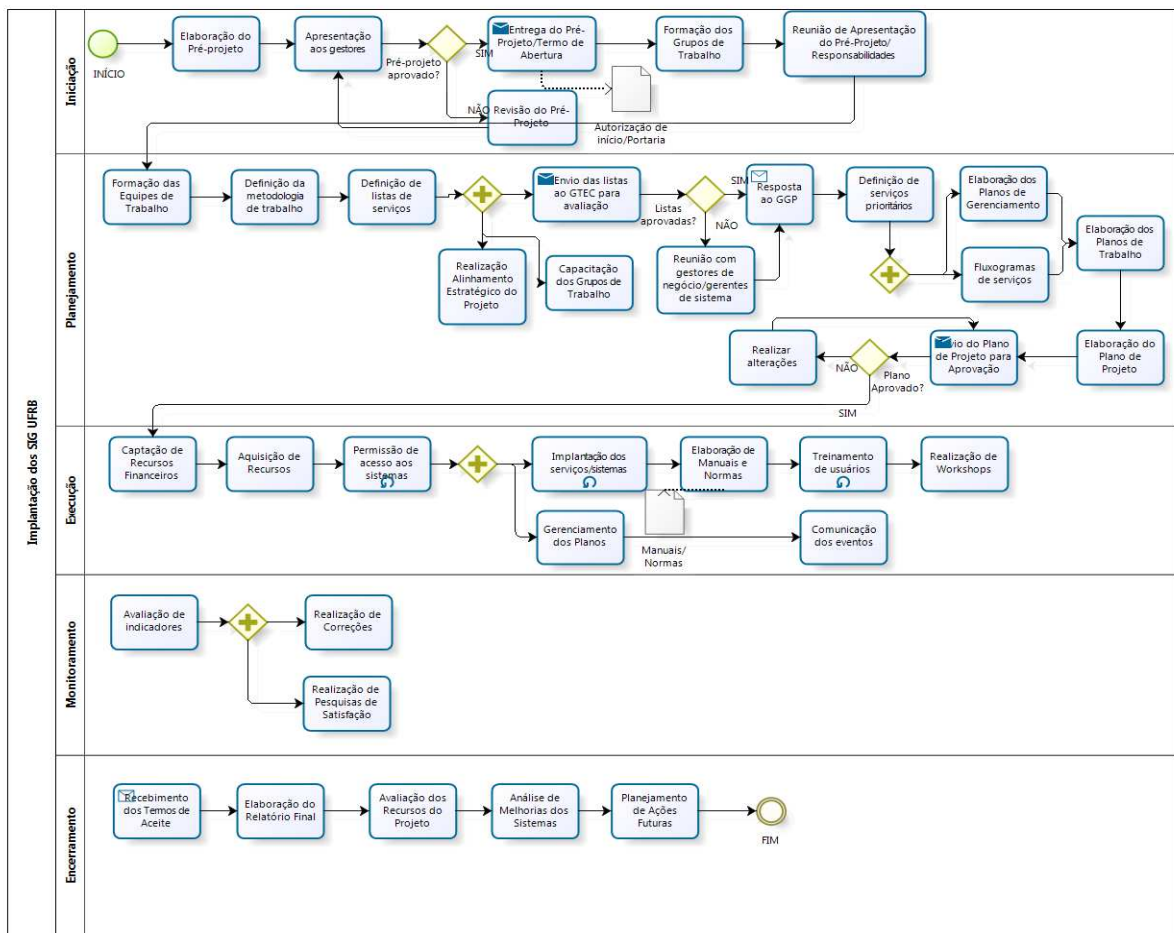 Implantação dos SIG UFRB
Iniciação
INÍCIO
Elaboração do
Pré-projeto
Apresentação
aos gestores
Pré-projeto
aprovado?
SIM
NÃO
Entrega do Pré-
Projeto/Termo de
Abertura
Formação dos
Grupos de
Trabalho
Reunião de Apresentação
do Pré-Projeto/
Responsabilidades
Revisão do Pré-
Projeto
Autorização de
início/Portaria
Planejamento
Formação das
Equipes de
Trabalho
Definição da
metodologia
de trabalho
Definição de
listas de
serviços
Envio das listas
ao GTEC para
avaliação
Listas
aprovadas?
SIM
NÃO
Resposta
ao GGP
Definição de
serviços
prioritários
Elaboração dos
Planos de
Gerenciamento
Elaboração dos
Planos de
Trabalho
Realização
Alinhamento
Estratégico do
Projeto
Capacitação
dos Grupos de
Trabalho
Reunião com
gestores de
negócio/gerentes
de sistema
Fluxogramas
de serviços
Realizar
alterações
NÃO
Plano
Aprovado?
SIM
Envio do Plano
de Projeto para
Aprovação
Elaboração do
Plano de
Projeto
Execução
Captação de
Recursos
Financeiros
Aquisição de
Recursos
Permissão de
acesso aos
sistemas
Implantação dos
serviços/sistemas
Elaboração de
Manuais e
Normas
Treinamento
de usuários
Realização de
Workshops
Gerenciamento
dos Planos
Manuais/
Normas
Comunicação
dos eventos
Monitoramento
Avaliação de
indicadores
Realização de
Correções
Realização de
Pesquisas de
Satisfação
Encerramento
Recebimento
dos Termos de
Aceite
Elaboração do
Relatório Final
Avaliação dos
Recursos do
Projeto
Análise de
Melhorias dos
Sistemas
Planejamento
de Ações
Futuras
FIM